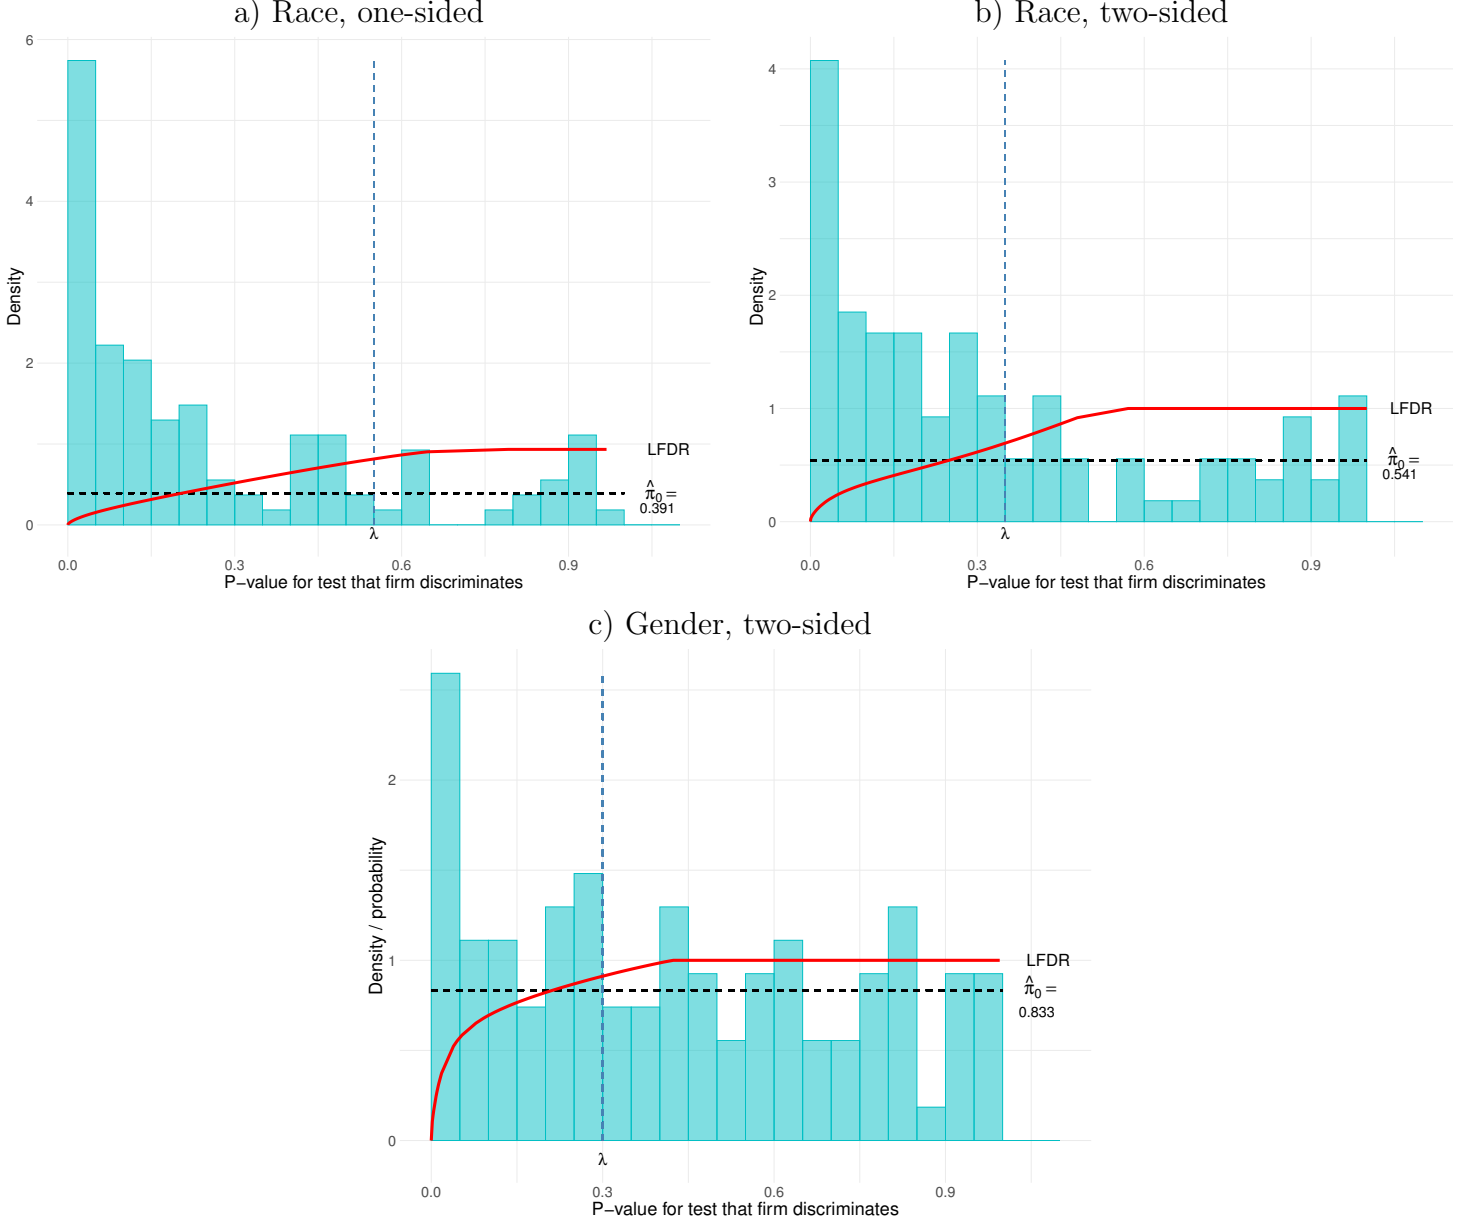 a) Race, one-sided
6
4
2
0
Density
LFDR
π̂0 =
0.391
λ
0.0 0.3 0.6 0.9
P−value for test that firm discriminates
b) Race, two-sided
4
3
2
1
0
Density
LFDR
π̂0 =
0.541
λ
0.0 0.3 0.6 0.9
P−value for test that firm discriminates
c) Gender, two-sided
2
1
0
Density / probability
LFDR
π̂0 =
0.833
λ
0.0 0.3 0.6 0.9
P−value for test that firm discriminates